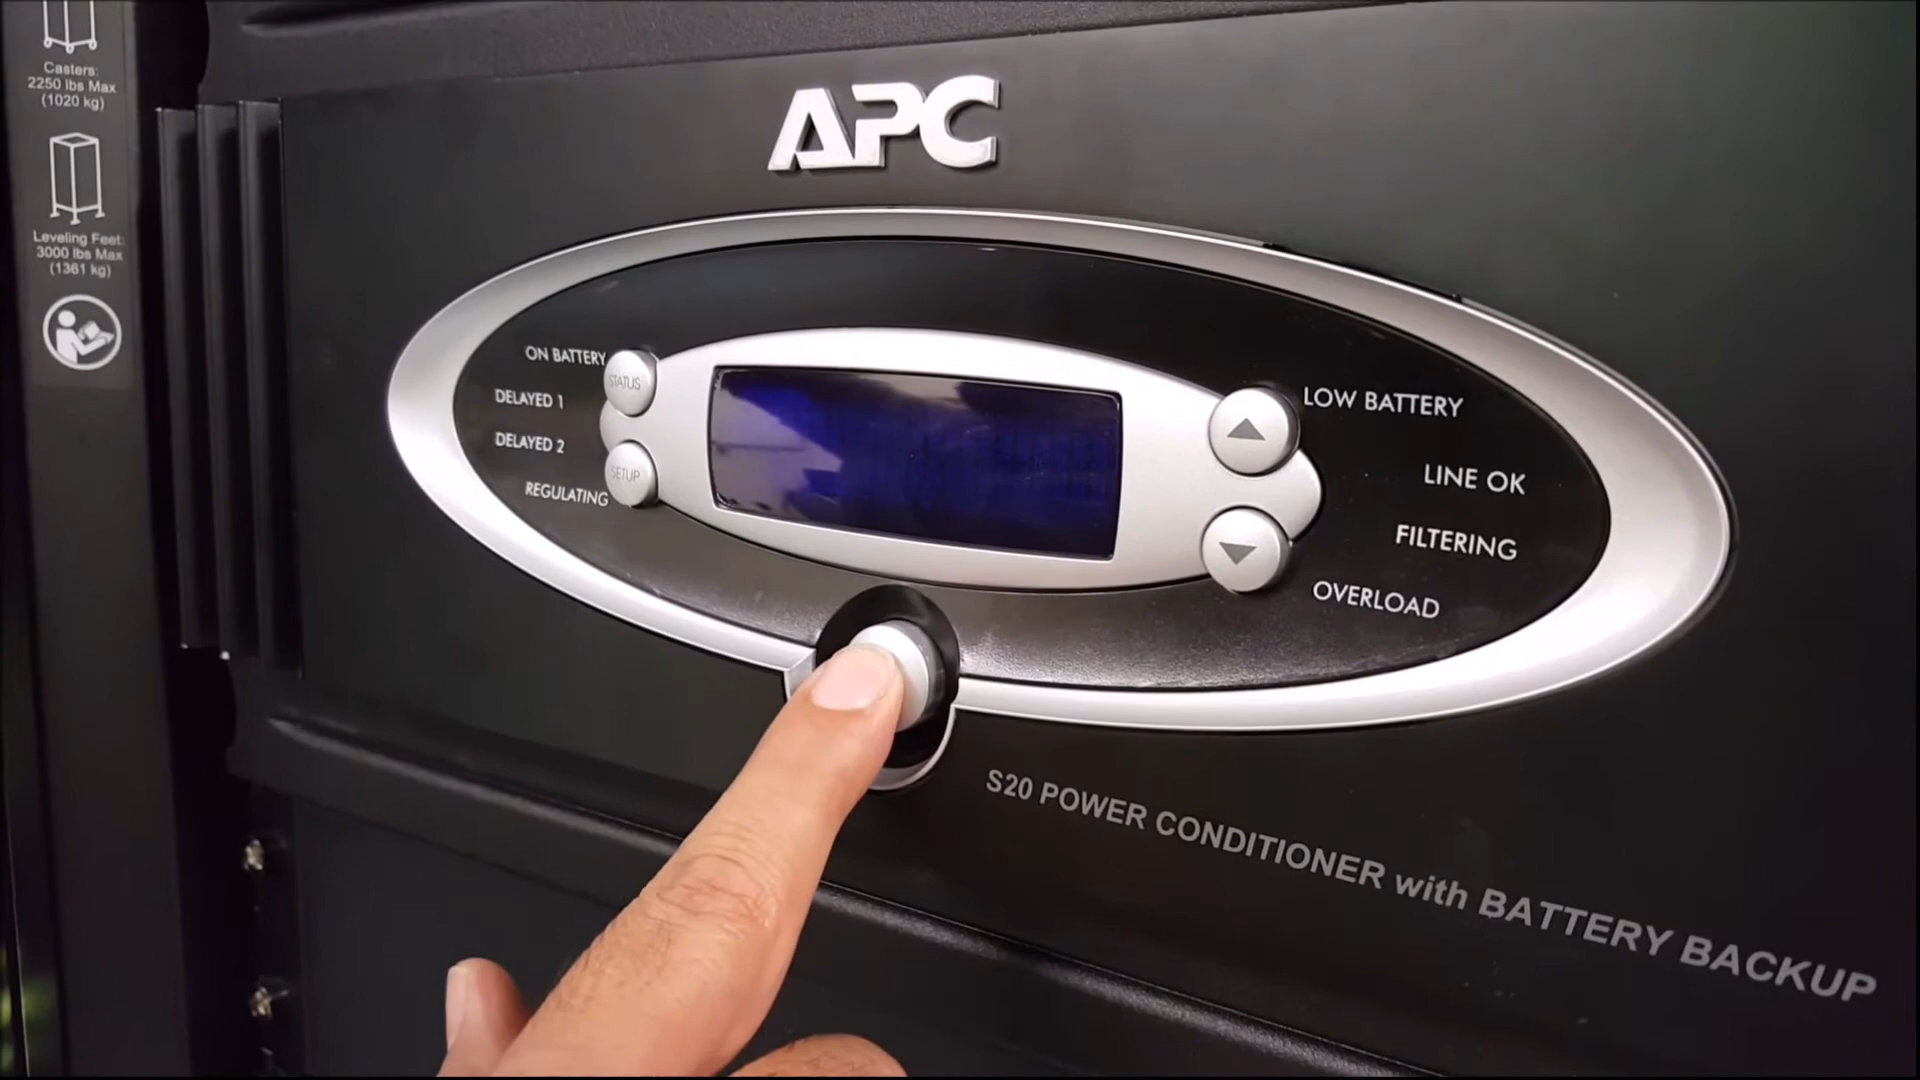 Casters:
2250 lbs Max
(1020 kg)
Leveling Feet:
3000 lbs Max
(1361 kg)
APC
ON BATTERY
DELAYED 1
DELAYED 2
REGULATING
STATUS
SETUP
LOW BATTERY
LINE OK
FILTERING
OVERLOAD
S20 POWER CONDITIONER with BATTERY BACKUP